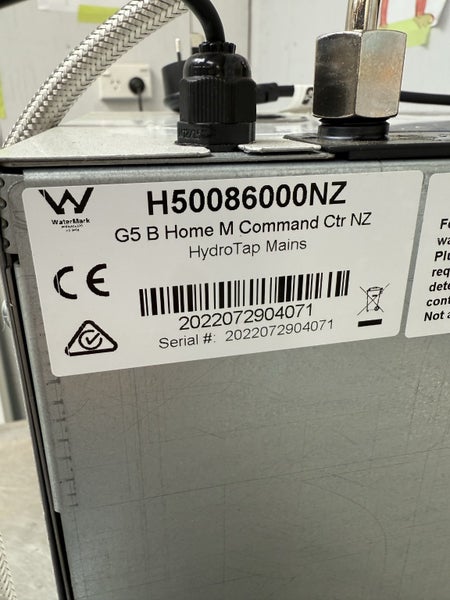 WaterMark
H50086000NZ
G5 B Home M Command Ctr NZ
HydroTap Mains
CE
2022072904071
Serial #: 2022072904071
Fo
wa
Plu
requ
dete
cont
Not a